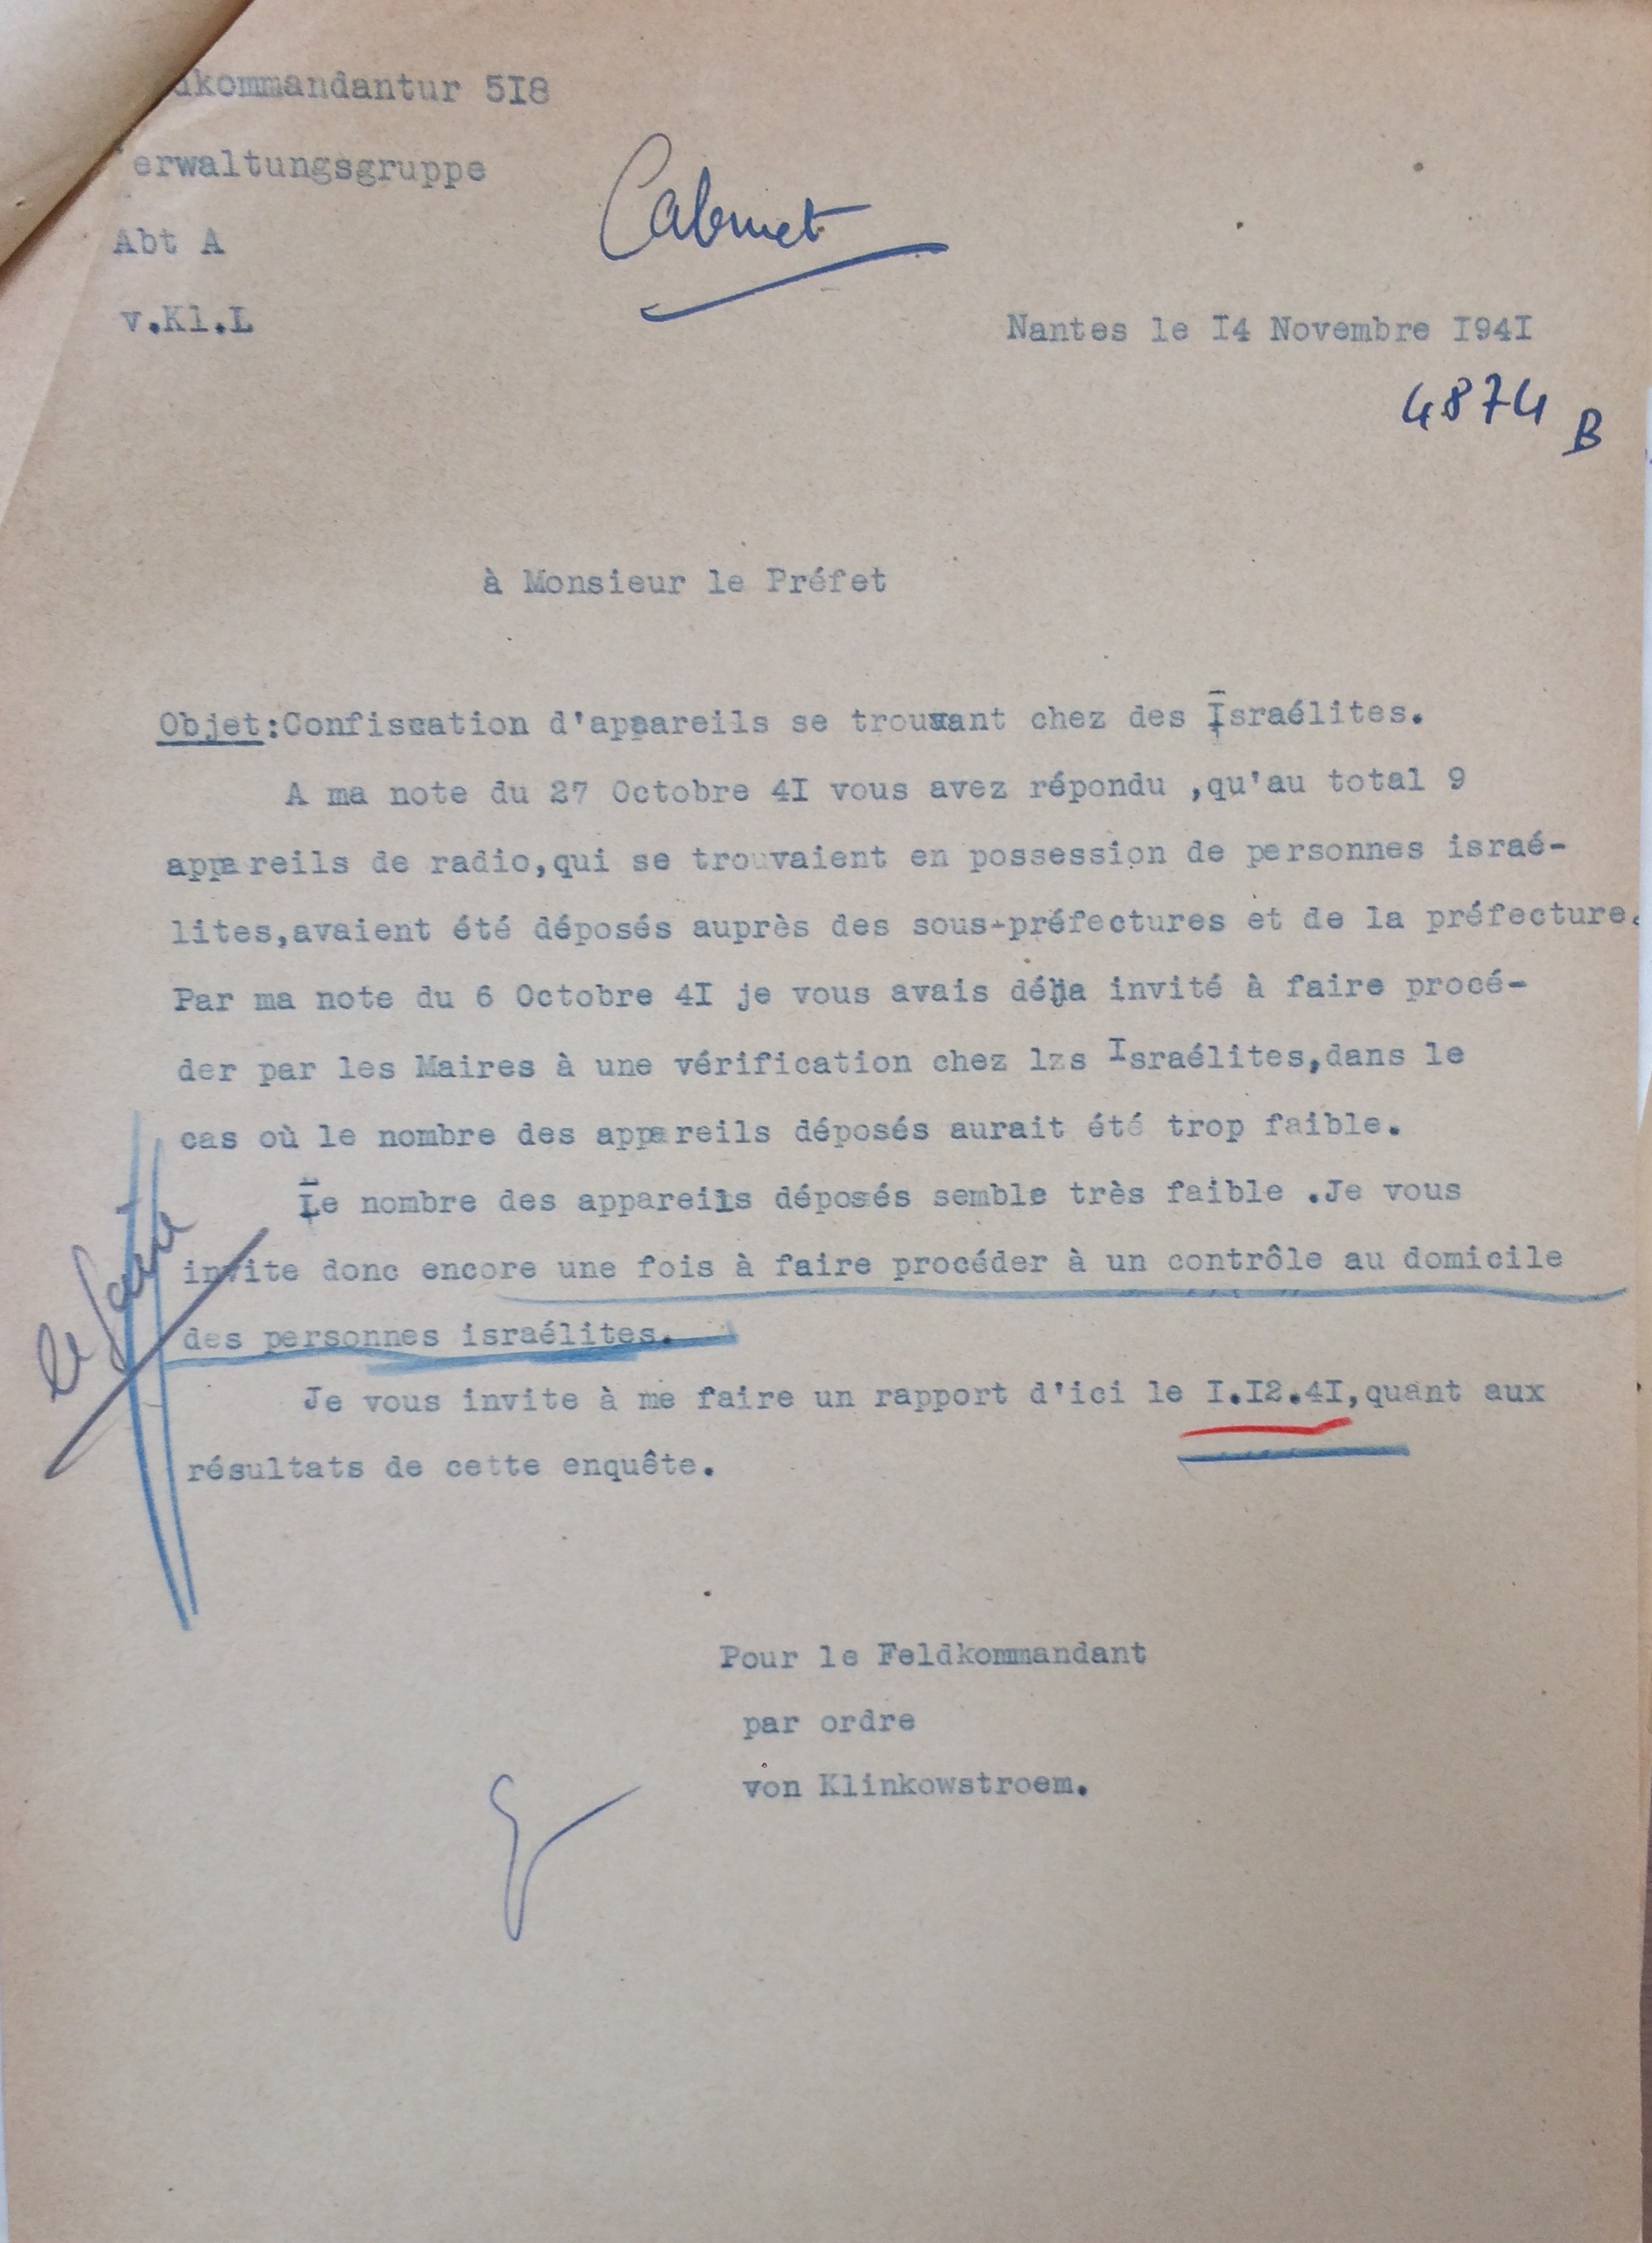 dkommandantur 5I8
erwaltungsgruppe
Abt A
v.Kl.L
Cabinet
Nantes le I4 Novembre I94I
4874 B
à Monsieur le Préfet
Objet:Confiscation d'appareils se trouvant chez des Israélites.
A ma note du 27 Octobre 4I vous avez répondu ,qu'au total 9
appareils de radio,qui se trouvaient en possession de personnes israé-
lites,avaient été déposés auprès des sous-préfectures et de la préfecture.
Par ma note du 6 Octobre 4I je vous avais déja invité à faire procé-
der par les Maires à une vérification chez lzs Israélites,dans le
cas où le nombre des appareils déposés aurait été trop faible.
Le nombre des appareils déposés semble très faible .Je vous
invite donc encore une fois à faire procéder à un contrôle au domicile
des personnes israélites.
le faire
Je vous invite à me faire un rapport d'ici le I.I2.4I,quant aux
résultats de cette enquête.
Pour le Feldkommandant
par ordre
von Klinkowstroem.